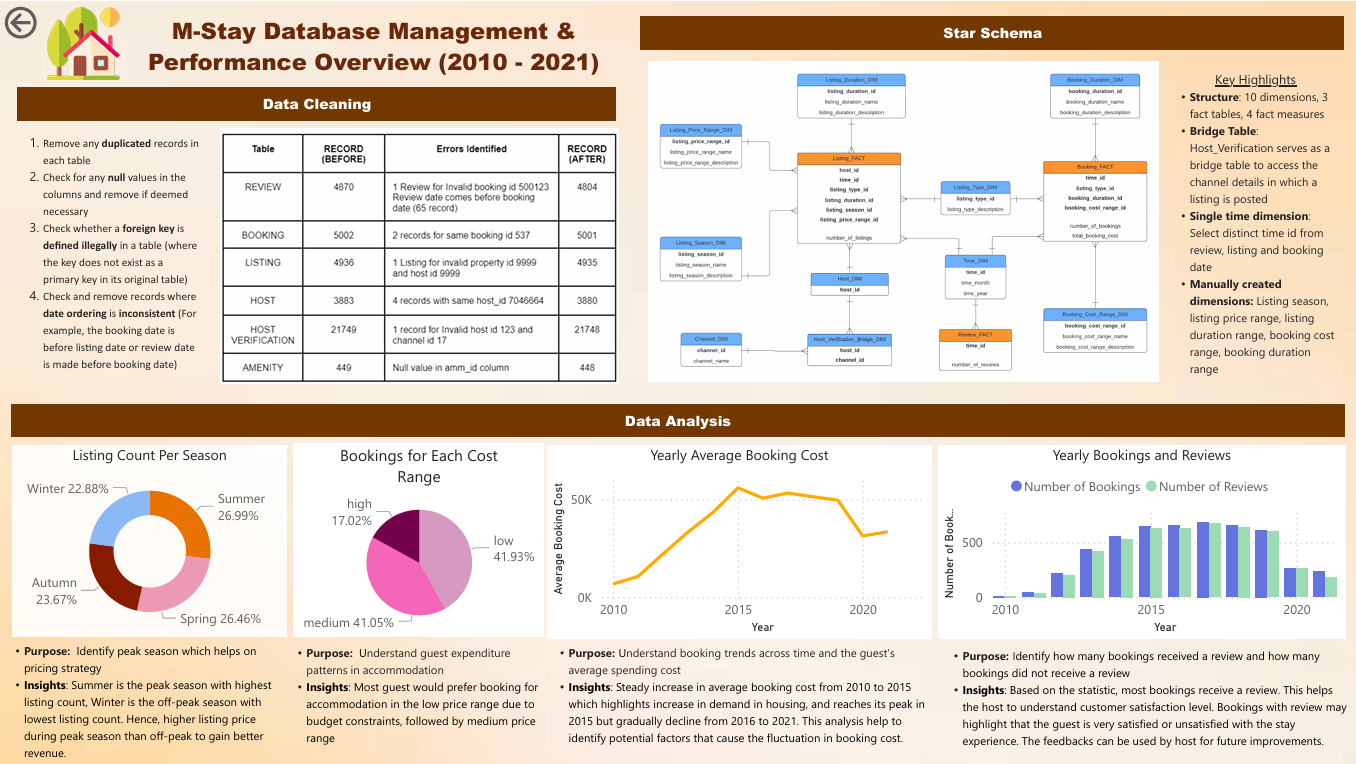 M-Stay Database Management &
Performance Overview (2010 - 2021)
Data Cleaning
1. Remove any duplicated records in
each table
2. Check for any null values in the
columns and remove if deemed
necessary
3. Check whether a foreign key is
defined illegally in a table (where
the key does not exist as a
primary key in its original table)
4. Check and remove records where
date ordering is inconsistent (For
example, the booking date is
before listing date or review date
is made before booking date)
Table RECORD (BEFORE) Errors Identified RECORD (AFTER)
REVIEW 4870 1 Review for Invalid booking id 500123 4804
Review date comes before booking
date (65 record)
BOOKING 5002 2 records for same booking id 537 5001
LISTING 4936 1 Listing for invalid property id 9999 4935
and host id 9999
HOST 3883 4 records with same host_id 7046664 3880
HOST VERIFICATION 21749 1 record for Invalid host id 123 and 21748
channel id 17
AMENITY 449 Null value in amm_id column 448
Star Schema
Listing_Duration_DIM
listing_duration_id
listing_duration_name
listing_duration_description
Booking_Duration_DIM
booking_duration_id
booking_duration_name
booking_duration_description
Listing_Price_Range_DIM
listing_price_range_id
listing_price_range_name
listing_price_range_description
Listing_FACT
host_id
time_id
listing_type_id
listing_duration_id
listing_season_id
listing_price_range_id
number_of_listings
Booking_FACT
time_id
listing_type_id
booking_duration_id
booking_cost_range_id
number_of_bookings
total_booking_cost
Listing_Type_DIM
listing_type_id
listing_type_description
Listing_Season_DIM
listing_season_id
listing_season_name
listing_season_description
Time_DIM
time_id
time_month
time_year
Host_DIM
host_id
Booking_Cost_Range_DIM
booking_cost_range_id
booking_cost_range_name
booking_cost_range_description
Channel_DIM
channel_id
channel_name
Host_Verification_Bridge_DIM
host_id
channel_id
Review_FACT
time_id
number_of_reviews
Key Highlights
• Structure: 10 dimensions, 3
fact tables, 4 fact measures
• Bridge Table:
Host_Verification serves as a
bridge table to access the
channel details in which a
listing is posted
• Single time dimension:
Select distinct time id from
review, listing and booking
date
• Manually created
dimensions: Listing season,
listing price range, listing
duration range, booking cost
range, booking duration
range
Data Analysis
Listing Count Per Season
Winter 22.88%
Summer
26.99%
Autumn
23.67%
Spring 26.46%
• Purpose: Identify peak season which helps on
pricing strategy
• Insights: Summer is the peak season with highest
listing count, Winter is the off-peak season with
lowest listing count. Hence, higher listing price
during peak season than off-peak to gain better
revenue.
Bookings for Each Cost
Range
high
17.02%
low
41.93%
medium 41.05%
• Purpose: Understand guest expenditure
patterns in accommodation
• Insights: Most guest would prefer booking for
accommodation in the low price range due to
budget constraints, followed by medium price
range
Yearly Average Booking Cost
Average Booking Cost
50K
0K
2010 2015 2020
Year
• Purpose: Understand booking trends across time and the guest's
average spending cost
• Insights: Steady increase in average booking cost from 2010 to 2015
which highlights increase in demand in housing, and reaches its peak in
2015 but gradually decline from 2016 to 2021. This analysis help to
identify potential factors that cause the fluctuation in booking cost.
Yearly Bookings and Reviews
Number of Bookings Number of Reviews
Number of Book...
500
0
2010 2015 2020
Year
• Purpose: Identify how many bookings received a review and how many
bookings did not receive a review
• Insights: Based on the statistic, most bookings receive a review. This helps
the host to understand customer satisfaction level. Bookings with review may
highlight that the guest is very satisfied or unsatisfied with the stay
experience. The feedbacks can be used by host for future improvements.